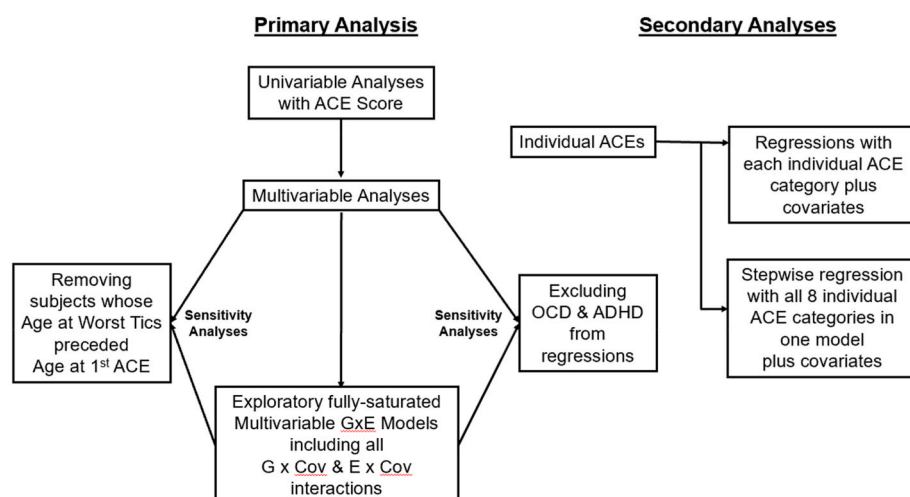 Primary Analysis
Secondary Analyses
Univariable Analyses
with ACE Score
Multivariable Analyses
Removing
subjects whose
Age at Worst Tics
preceded
Age at 1st ACE
Sensitivity
Analyses
Sensitivity
Analyses
Excluding
OCD & ADHD
from
regressions
Exploratory fully-saturated
Multivariable GxE Models
including all
G x Cov & E x Cov
interactions
Individual ACEs
Regressions with
each individual ACE
category plus
covariates
Stepwise regression
with all 8 individual
ACE categories in
one model
plus covariates